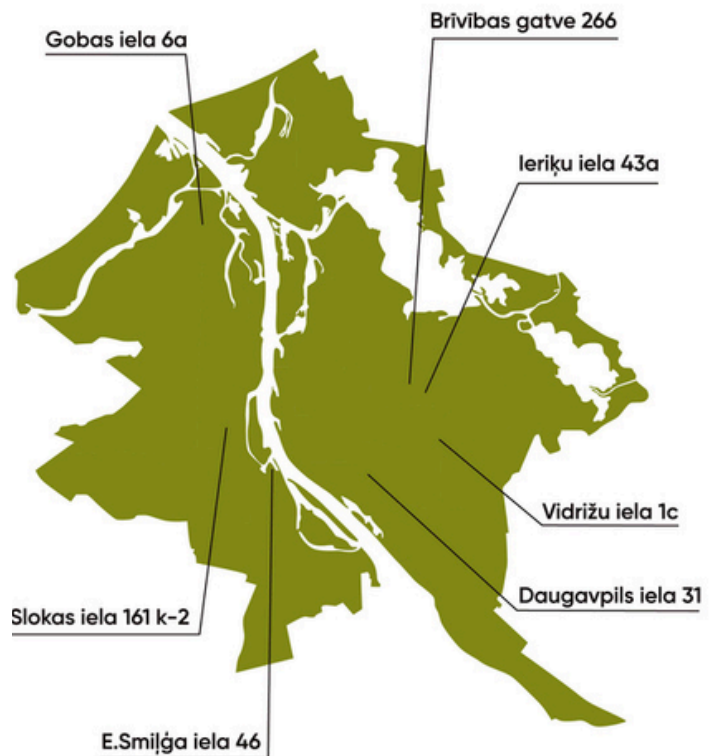 Brīvības gatve 266
Gobas iela 6a
Ieriķu iela 43a
Vidrižu iela 1c
Daugavpils iela 31
Slokas iela 161 k-2
E.Smiļģa iela 46